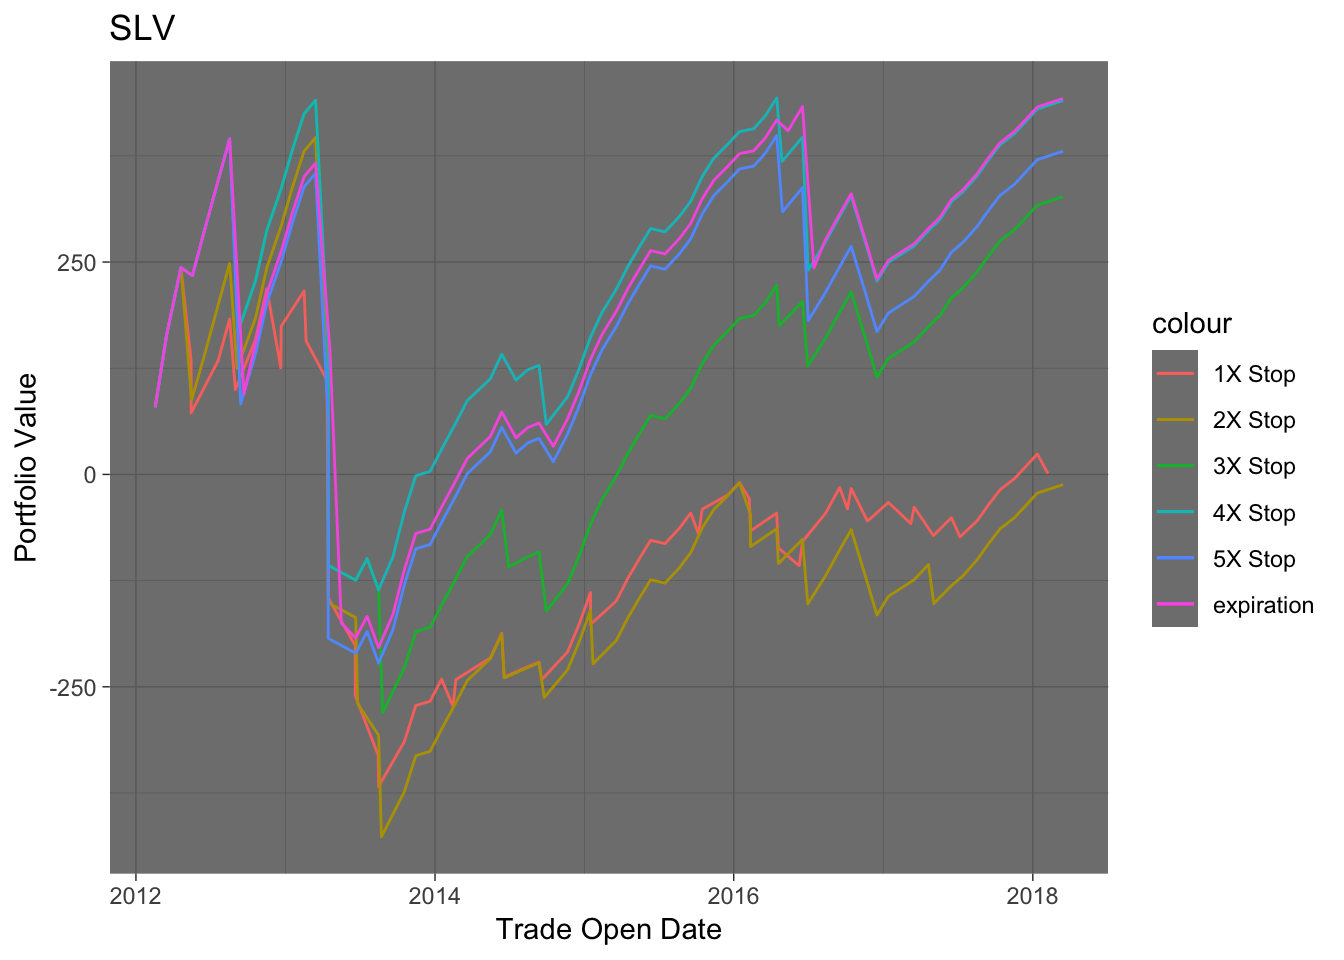 SLV
Portfolio Value
250
0
-250
2012
2014
2016
2018
Trade Open Date
colour
1X Stop
2X Stop
3X Stop
4X Stop
5X Stop
expiration